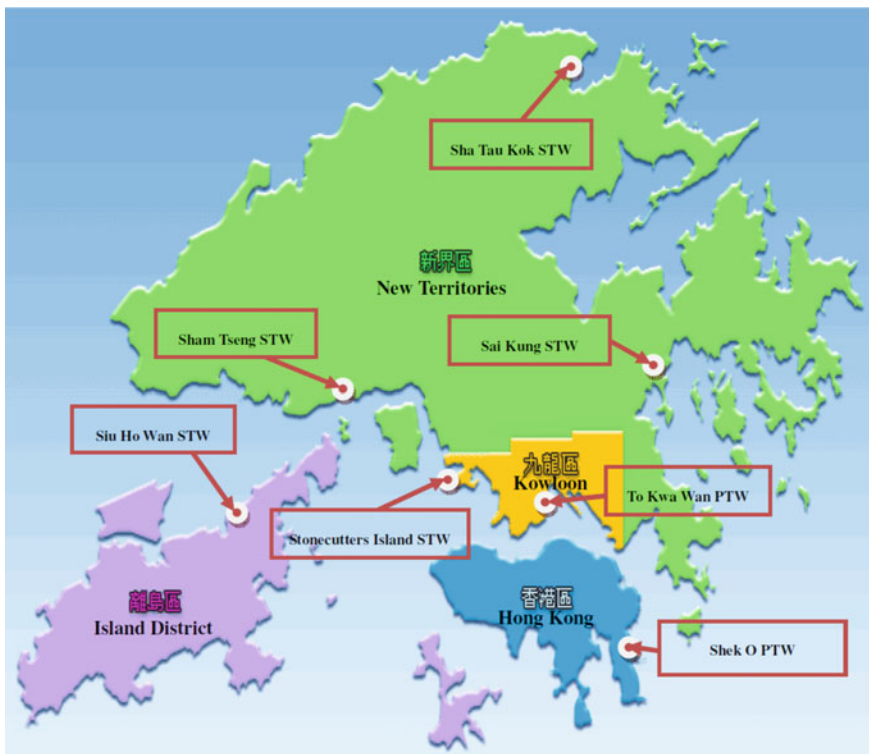 Sha Tau Kok STW
新界區
New Territories
Sham Tseng STW
Sai Kung STW
Siu Ho Wan STW
九龍區
Kowloon
To Kwa Wan PTW
Stonecutters Island STW
離島區
Island District
香港區
Hong Kong
Shek O PTW